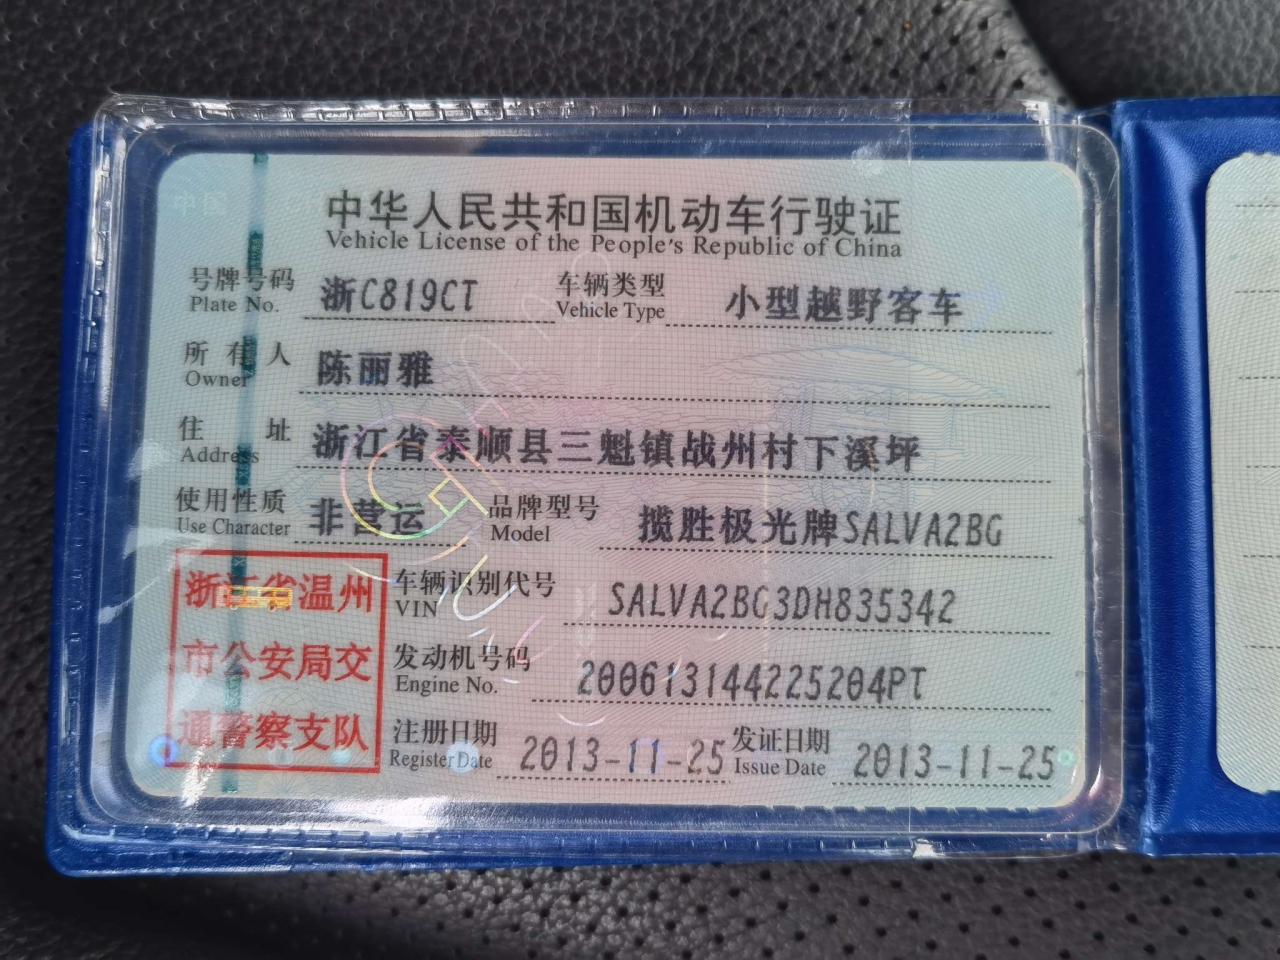 中华人民共和国机动车行驶证
Vehicle License of the People's Republic of China
号牌号码 浙C819CT 车辆类型 小型越野客车
Plate No. Vehicle Type
所有人 陈丽雅
Owner
住址 浙江省泰顺县三魁镇战州村下溪坪
Address
使用性质 非营运 品牌型号 揽胜极光牌SALVA2BG
Use Character Model
浙江省温州
市公安局交
通警察支队
车辆识别代号 SALVA2BG3DH835342
VIN
发动机号码 200613144225204PT
Engine No.
注册日期 2013-11-25 发证日期 2013-11-25
Register Date Issue Date